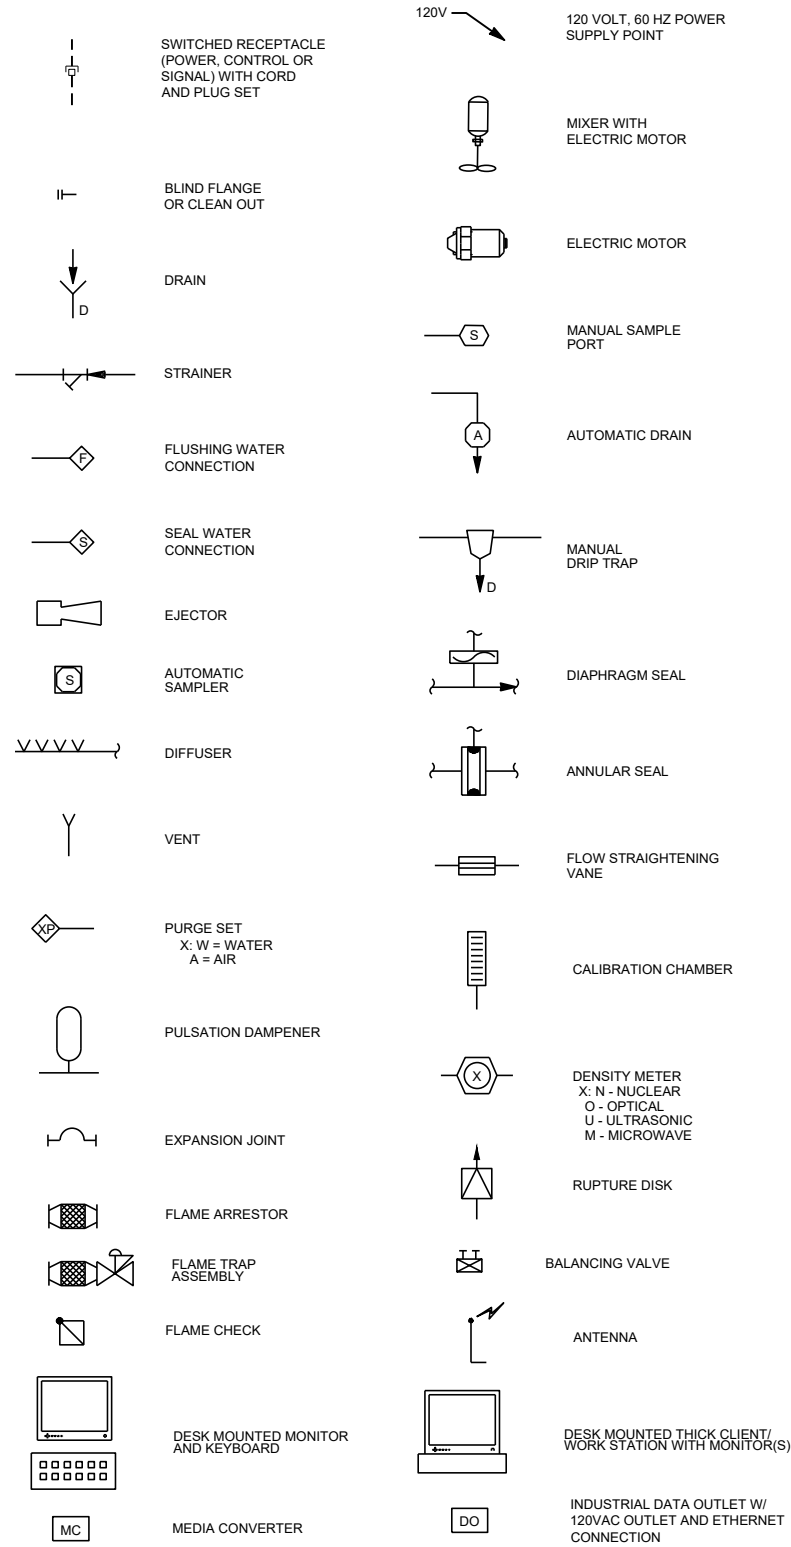 SWITCHED RECEPTACLE
(POWER, CONTROL OR
SIGNAL) WITH CORD
AND PLUG SET
BLIND FLANGE
OR CLEAN OUT
D
DRAIN
STRAINER
F
FLUSHING WATER
CONNECTION
S
SEAL WATER
CONNECTION
EJECTOR
S
AUTOMATIC
SAMPLER
DIFFUSER
VENT
XP
PURGE SET
X: W = WATER
A = AIR
PULSATION DAMPENER
EXPANSION JOINT
FLAME ARRESTOR
FLAME TRAP
ASSEMBLY
FLAME CHECK
DESK MOUNTED MONITOR
AND KEYBOARD
MC
MEDIA CONVERTER
120V
120 VOLT, 60 HZ POWER
SUPPLY POINT
MIXER WITH
ELECTRIC MOTOR
ELECTRIC MOTOR
S
MANUAL SAMPLE
PORT
A
AUTOMATIC DRAIN
D
MANUAL
DRIP TRAP
DIAPHRAGM SEAL
ANNULAR SEAL
FLOW STRAIGHTENING
VANE
CALIBRATION CHAMBER
X
DENSITY METER
X: N - NUCLEAR
O - OPTICAL
U - ULTRASONIC
M - MICROWAVE
RUPTURE DISK
BALANCING VALVE
ANTENNA
DESK MOUNTED THICK CLIENT/
WORK STATION WITH MONITOR(S)
DO
INDUSTRIAL DATA OUTLET W/
120VAC OUTLET AND ETHERNET
CONNECTION